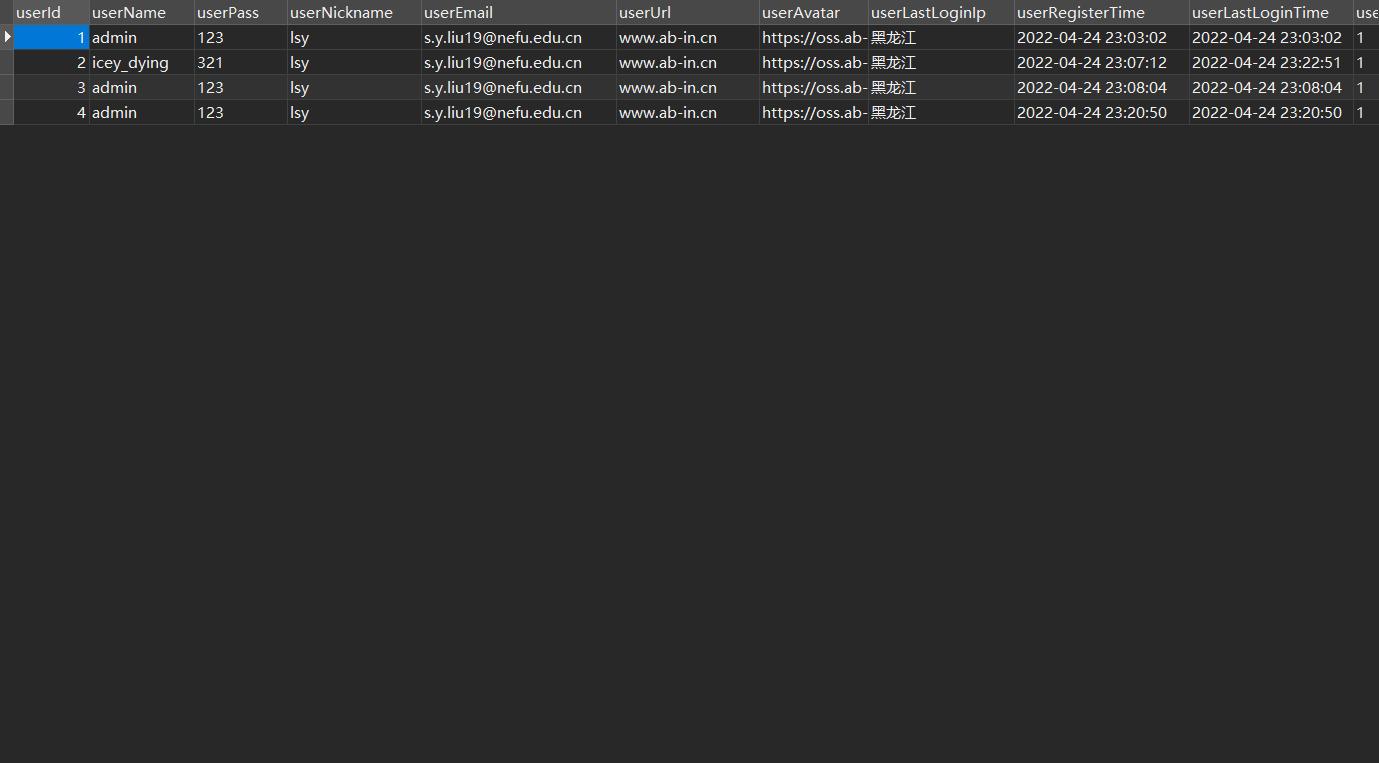 userId userName userPass userNickname userEmail userUrl userAvatar userLastLoginIp userRegisterTime userLastLoginTime use
1 admin 123 lsy s.y.liu19@nefu.edu.cn www.ab-in.cn https://oss.ab- 黑龙江 2022-04-24 23:03:02 2022-04-24 23:03:02 1
2 icey_dying 321 lsy s.y.liu19@nefu.edu.cn www.ab-in.cn https://oss.ab- 黑龙江 2022-04-24 23:07:12 2022-04-24 23:22:51 1
3 admin 123 lsy s.y.liu19@nefu.edu.cn www.ab-in.cn https://oss.ab- 黑龙江 2022-04-24 23:08:04 2022-04-24 23:08:04 1
4 admin 123 lsy s.y.liu19@nefu.edu.cn www.ab-in.cn https://oss.ab- 黑龙江 2022-04-24 23:20:50 2022-04-24 23:20:50 1